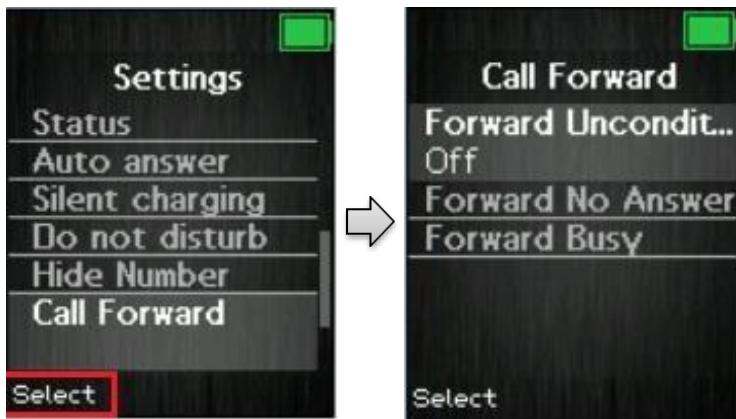 Settings
Status
Auto answer
Silent charging
Do not disturb
Hide Number
Call Forward
Select
Call Forward
Forward Uncondit...
Off
Forward No Answer
Forward Busy
Select